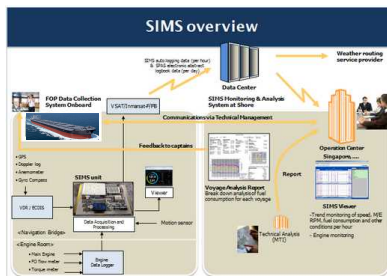 SIMS overview
SIMS auto logging data (per hour)
& SPAS electronic abstract
logbook data (per day)
Weather routing
service provider
FOP Data Collection
System Onboard
VSAT/Inmarsat-FPB
Data Center
SIMS Monitoring & Analysis
System at Shore
Communications via Technical Management
Feedback to captains
Operation Center
Singapore, ....
•GPS
•Doppler log
•Anemometer
•Gyro Compass
SIMS unit
Viewer
VDR / ECDIS
<Navigation Bridge>
Data Acquisition and
Processing
Motion sensor
<Engine Room>
•Main Engine
•FO flow meter
•Torque meter
Engine
Data Logger
Voyage Analysis Report
Break down analysis of fuel
consumption for each voyage
Report
Technical Analysis
(MTI)
SIMS Viewer
-Trend monitoring of speed, M/E
RPM, fuel consumption and other
conditions per hour
- Engine monitoring